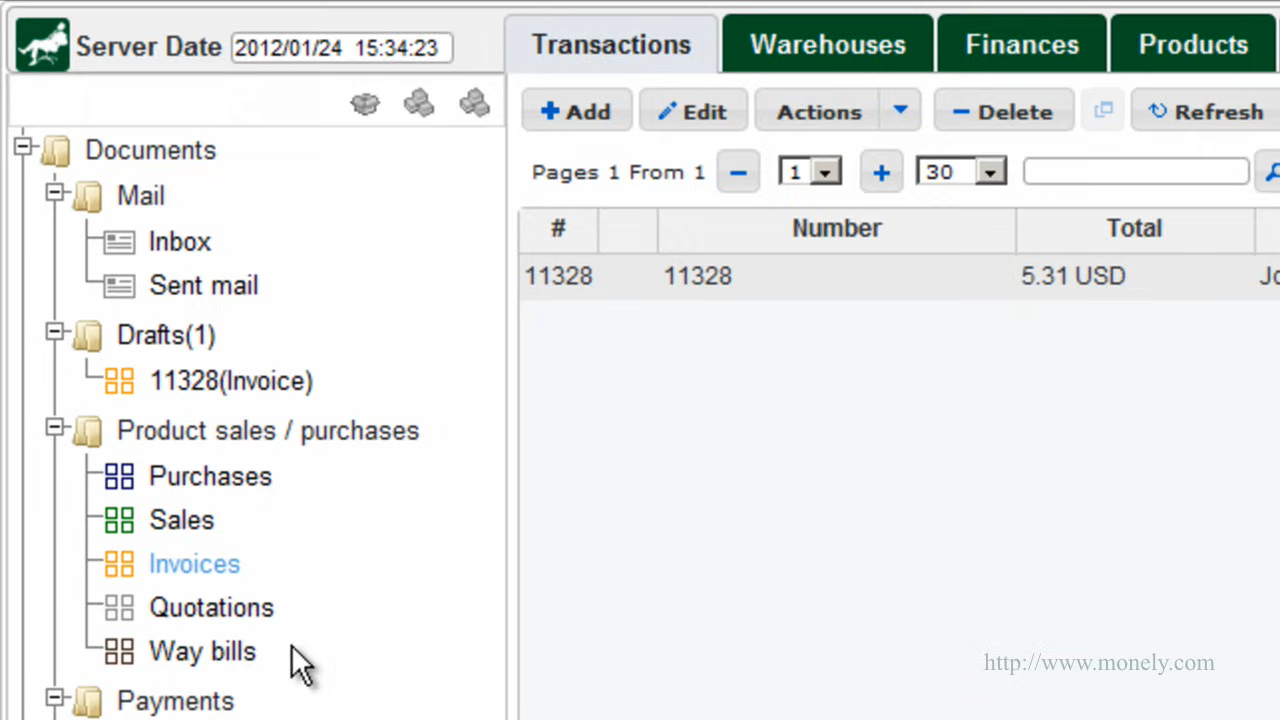 Server Date 2012/01/24 15:34:23
Transactions Warehouses Finances Products
Add Edit Actions Delete Refresh
Pages 1 From 1 1 30
# Number Total
11328 11328 5.31 USD
Documents
Mail
Inbox
Sent mail
Drafts(1)
11328(Invoice)
Product sales / purchases
Purchases
Sales
Invoices
Quotations
Way bills
Payments
http://www.monely.com